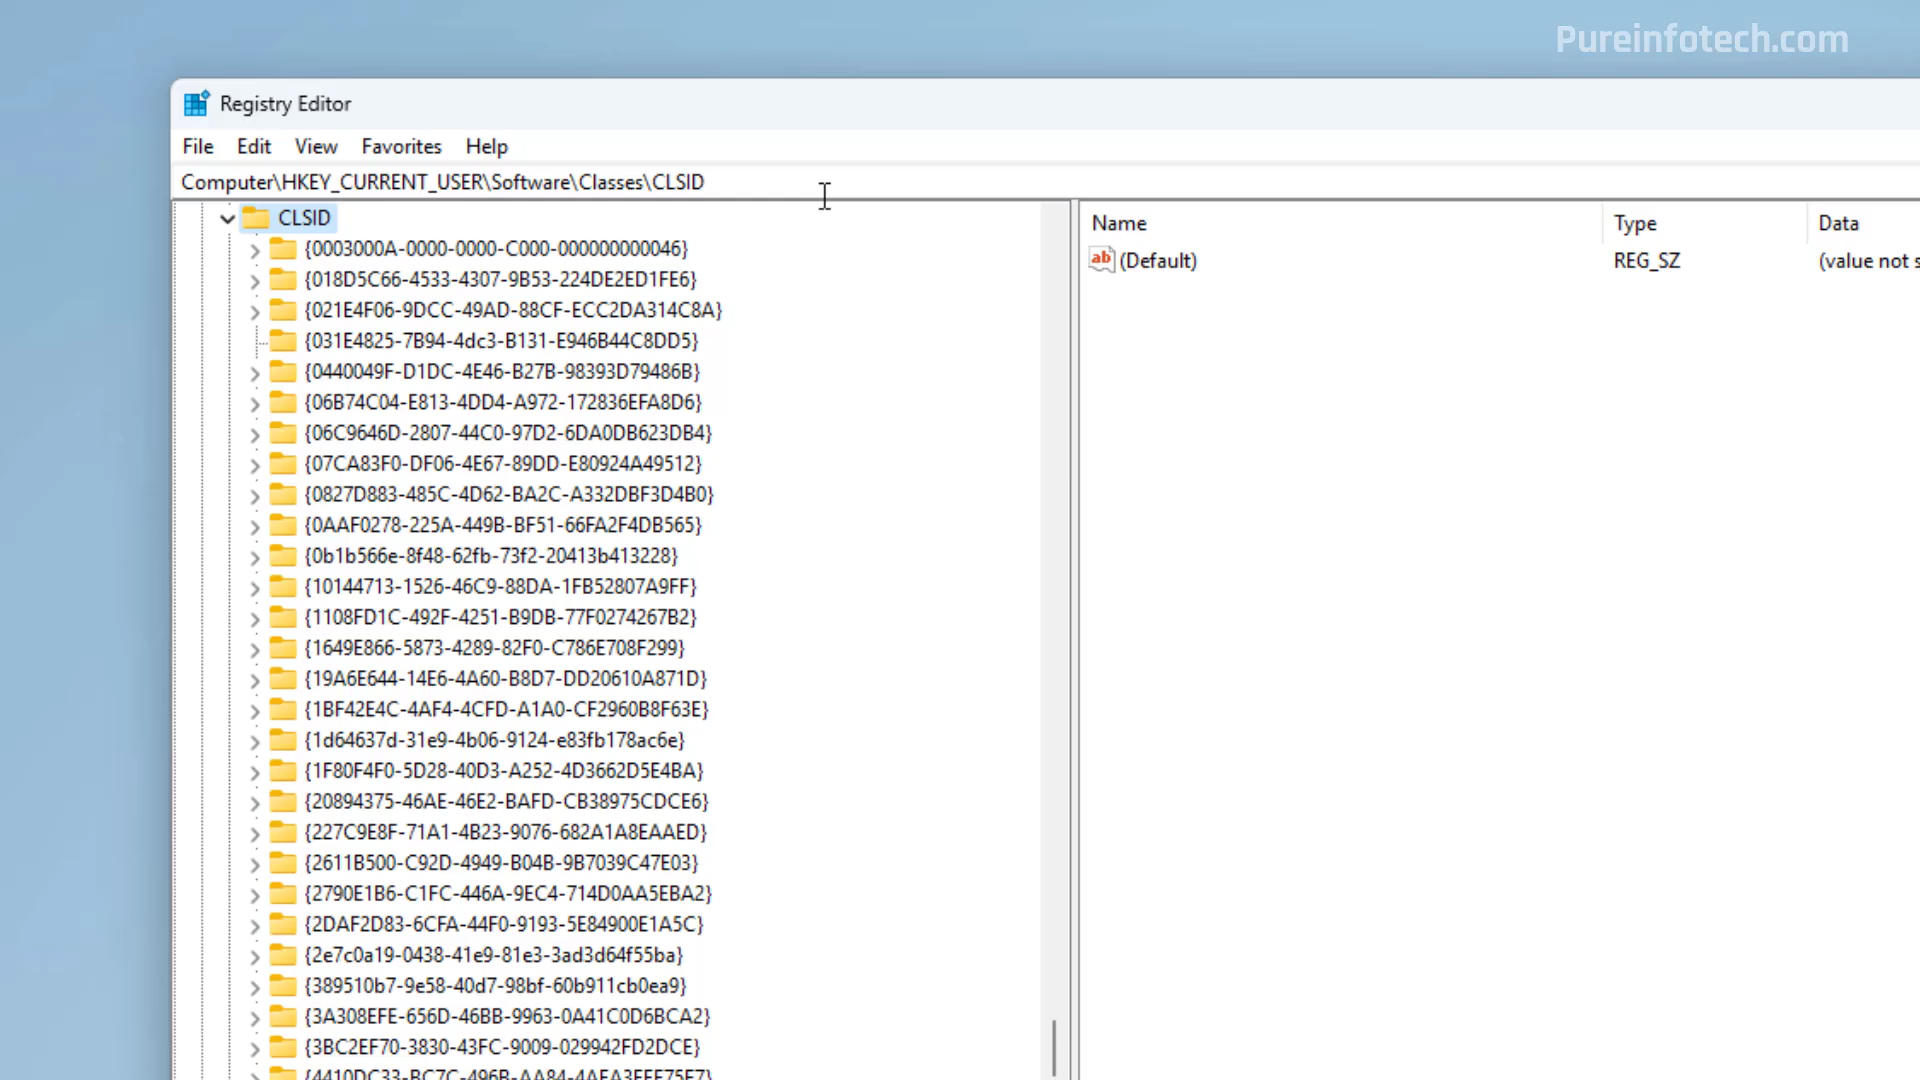 Pureinfotech.com
Registry Editor
File Edit View Favorites Help
Computer\HKEY_CURRENT_USER\Software\Classes\CLSID
CLSID
{0003000A-0000-0000-C000-000000000046}
{018D5C66-4533-4307-9B53-224DE2ED1FE6}
{021E4F06-9DCC-49AD-88CF-ECC2DA314C8A}
{031E4825-7B94-4dc3-B131-E946B44C8DD5}
{0440049F-D1DC-4E46-B27B-98393D79486B}
{06B74C04-E813-4DD4-A972-172836EFA8D6}
{06C9646D-2807-44C0-97D2-6DA0DB623DB4}
{07CA83F0-DF06-4E67-89DD-E80924A49512}
{0827D883-485C-4D62-BA2C-A332DBF3D4B0}
{0AAF0278-225A-449B-BF51-66FA2F4DB565}
{0b1b566e-8f48-62fb-73f2-20413b413228}
{10144713-1526-46C9-88DA-1FB52807A9FF}
{1108FD1C-492F-4251-B9DB-77F0274267B2}
{1649E866-5873-4289-82F0-C786E708F299}
{19A6E644-14E6-4A60-B8D7-DD20610A871D}
{1BF42E4C-4AF4-4CFD-A1A0-CF2960B8F63E}
{1d64637d-31e9-4b06-9124-e83fb178ac6e}
{1F80F4F0-5D28-40D3-A252-4D3662D5E4BA}
{20894375-46AE-46E2-BAFD-CB38975CDCE6}
{227C9E8F-71A1-4B23-9076-682A1A8EAAED}
{2611B500-C92D-4949-B04B-9B7039C47E03}
{2790E1B6-C1FC-446A-9EC4-714D0AA5EBA2}
{2DAF2D83-6CFA-44F0-9193-5E84900E1A5C}
{2e7c0a19-0438-41e9-81e3-3ad3d64f55ba}
{389510b7-9e58-40d7-98bf-60b911cb0ea9}
{3A308EFE-656D-46BB-9963-0A41C0D6BCA2}
{3BC2EF70-3830-43FC-9009-029942FD2DCE}
Name Type Data
(Default) REG_SZ (value not s